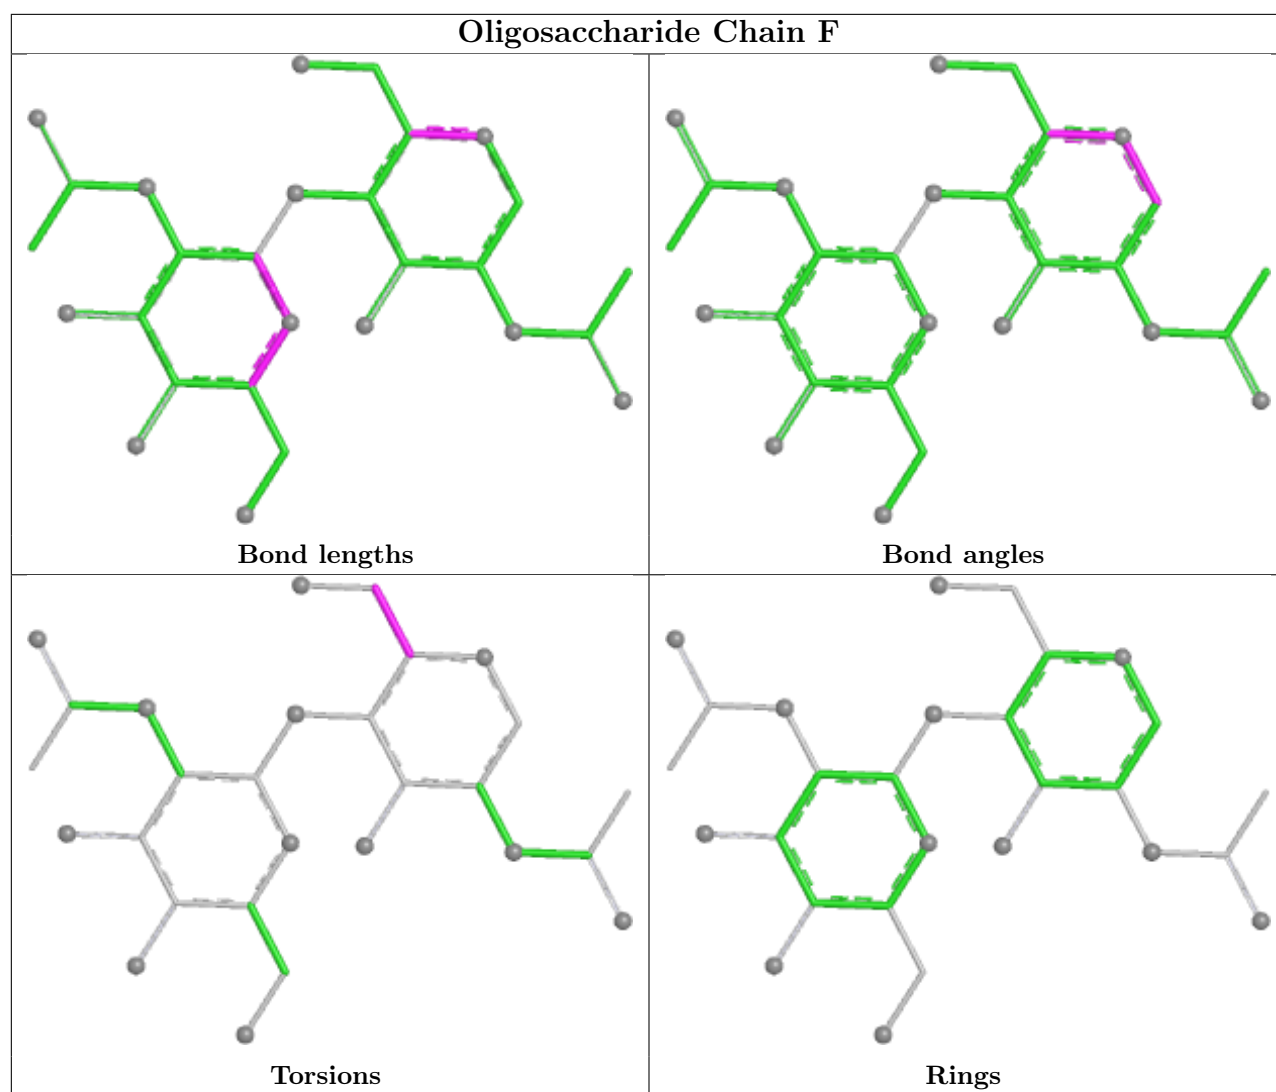 Oligosaccharide Chain F
Bond lengths
Bond angles
Torsions
Rings